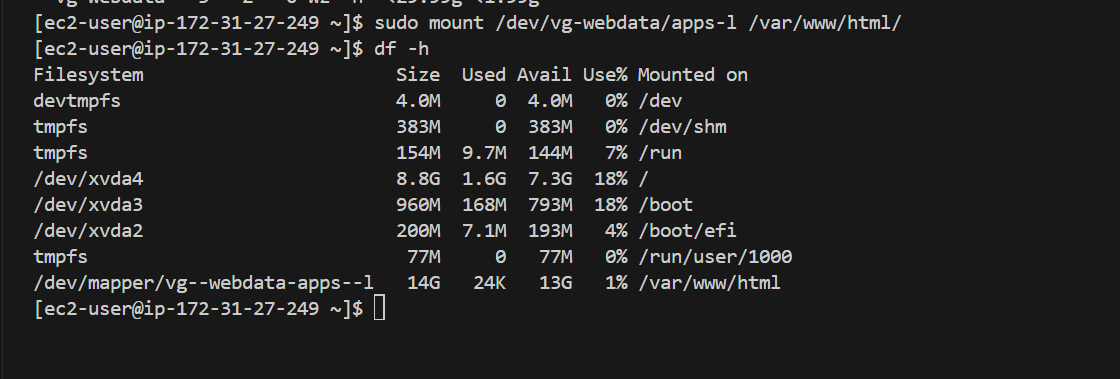 [ec2-user@ip-172-31-27-249 ~]$ sudo mount /dev/vg-webdata/apps-l /var/www/html/
[ec2-user@ip-172-31-27-249 ~]$ df -h
Filesystem                        Size  Used Avail Use% Mounted on
devtmpfs                          4.0M     0  4.0M   0% /dev
tmpfs                             383M     0  383M   0% /dev/shm
tmpfs                             154M  9.7M  144M   7% /run
/dev/xvda4                        8.8G  1.6G  7.3G  18% /
/dev/xvda3                        960M  168M  793M  18% /boot
/dev/xvda2                        200M  7.1M  193M   4% /boot/efi
tmpfs                              77M     0   77M   0% /run/user/1000
/dev/mapper/vg--webdata-apps--l   14G   24K   13G   1% /var/www/html
[ec2-user@ip-172-31-27-249 ~]$